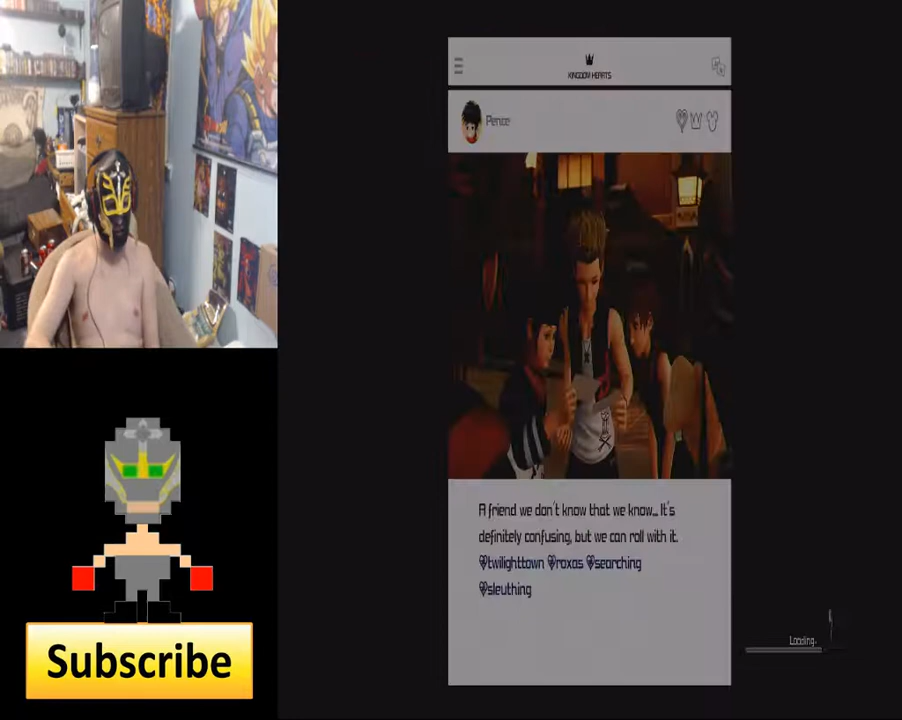 KINGDOM HEARTS
Pence
A friend we don't know that we know... It's
definitely confusing, but we can roll with it.
twilighttown roxas searching
sleuthing
Loading.
Subscribe